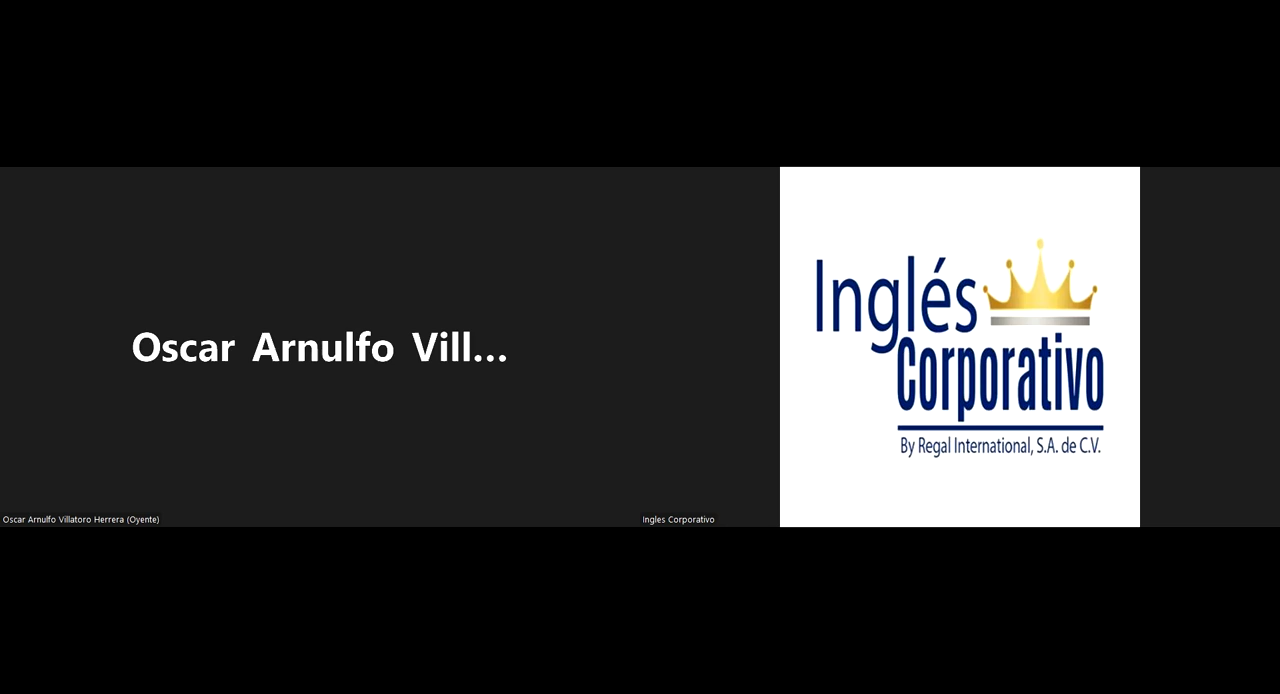 Oscar Arnulfo Vill...
Inglés
Corporativo
By Regal International, S.A. de C.V.
Oscar Arnulfo Villatoro Herrera (Oyente)
Ingles Corporativo